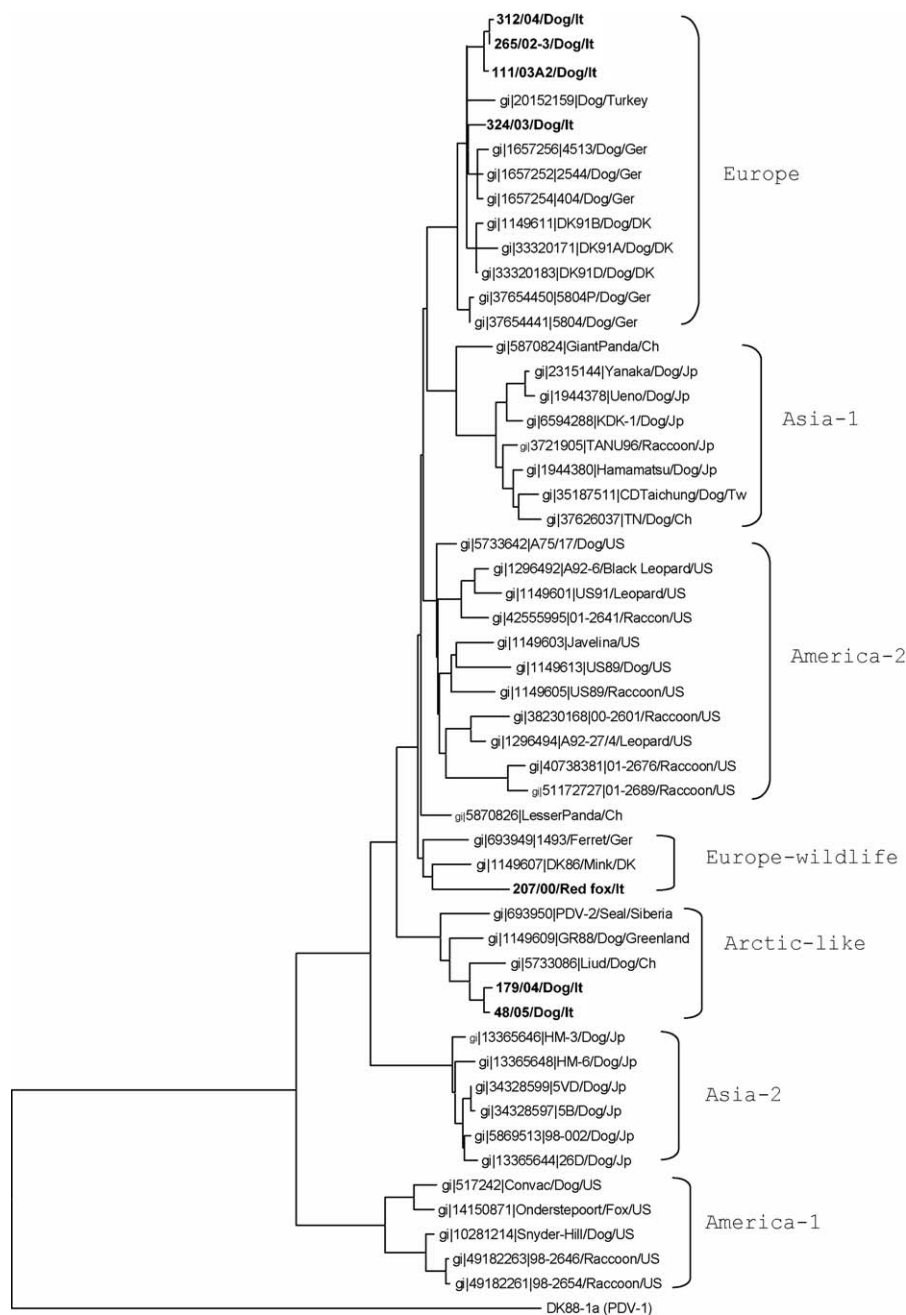 312/04/Dog/It
265/02-3/Dog/It
111/03A2/Dog/It
gi|20152159|Dog/Turkey
324/03/Dog/It
gi|1657256|4513/Dog/Ger
gi|1657252|2544/Dog/Ger
gi|1657254|404/Dog/Ger
gi|1149611|DK91B/Dog/DK
gi|33320171|DK91A/Dog/DK
gi|33320183|DK91D/Dog/DK
gi|37654450|5804P/Dog/Ger
gi|37654441|5804/Dog/Ger
Europe
gi|5870824|GiantPanda/Ch
gi|2315144|Yanaka/Dog/Jp
gi|1944378|Ueno/Dog/Jp
gi|6594288|KDK-1/Dog/Jp
gi|3721905|TANU96/Raccoon/Jp
gi|1944380|Hamamatsu/Dog/Jp
gi|35187511|CDTaichung/Dog/Tw
gi|37626037|TN/Dog/Ch
Asia-1
gi|5733642|A75/17/Dog/US
gi|1296492|A92-6/Black Leopard/US
gi|1149601|US91/Leopard/US
gi|42555995|01-2641/Raccon/US
gi|1149603|Javelina/US
gi|1149613|US89/Dog/US
gi|1149605|US89/Raccoon/US
gi|38230168|00-2601/Raccoon/US
gi|1296494|A92-27/4/Leopard/US
gi|40738381|01-2676/Raccoon/US
gi|51172727|01-2689/Raccoon/US
America-2
gi|5870826|LesserPanda/Ch
gi|693949|1493/Ferret/Ger
gi|1149607|DK86/Mink/DK
207/00/Red fox/It
Europe-wildlife
gi|693950|PDV-2/Seal/Siberia
gi|1149609|GR88/Dog/Greenland
gi|5733086|Liud/Dog/Ch
179/04/Dog/It
48/05/Dog/It
Arctic-like
gi|13365646|HM-3/Dog/Jp
gi|13365648|HM-6/Dog/Jp
gi|34328599|5VD/Dog/Jp
gi|34328597|5B/Dog/Jp
gi|5869513|98-002/Dog/Jp
gi|13365644|26D/Dog/Jp
Asia-2
gi|517242|Convac/Dog/US
gi|14150871|Onderstepoort/Fox/US
gi|10281214|Snyder-Hill/Dog/US
gi|49182263|98-2646/Raccoon/US
gi|49182261|98-2654/Raccoon/US
America-1
DK88-1a (PDV-1)